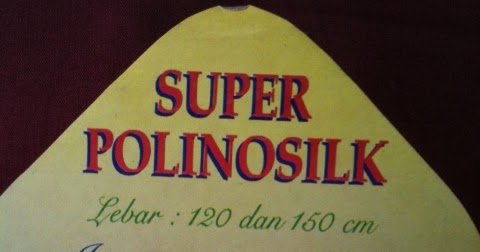 SUPER
POLINOSILK
Lebar : 120 dan 150 cm